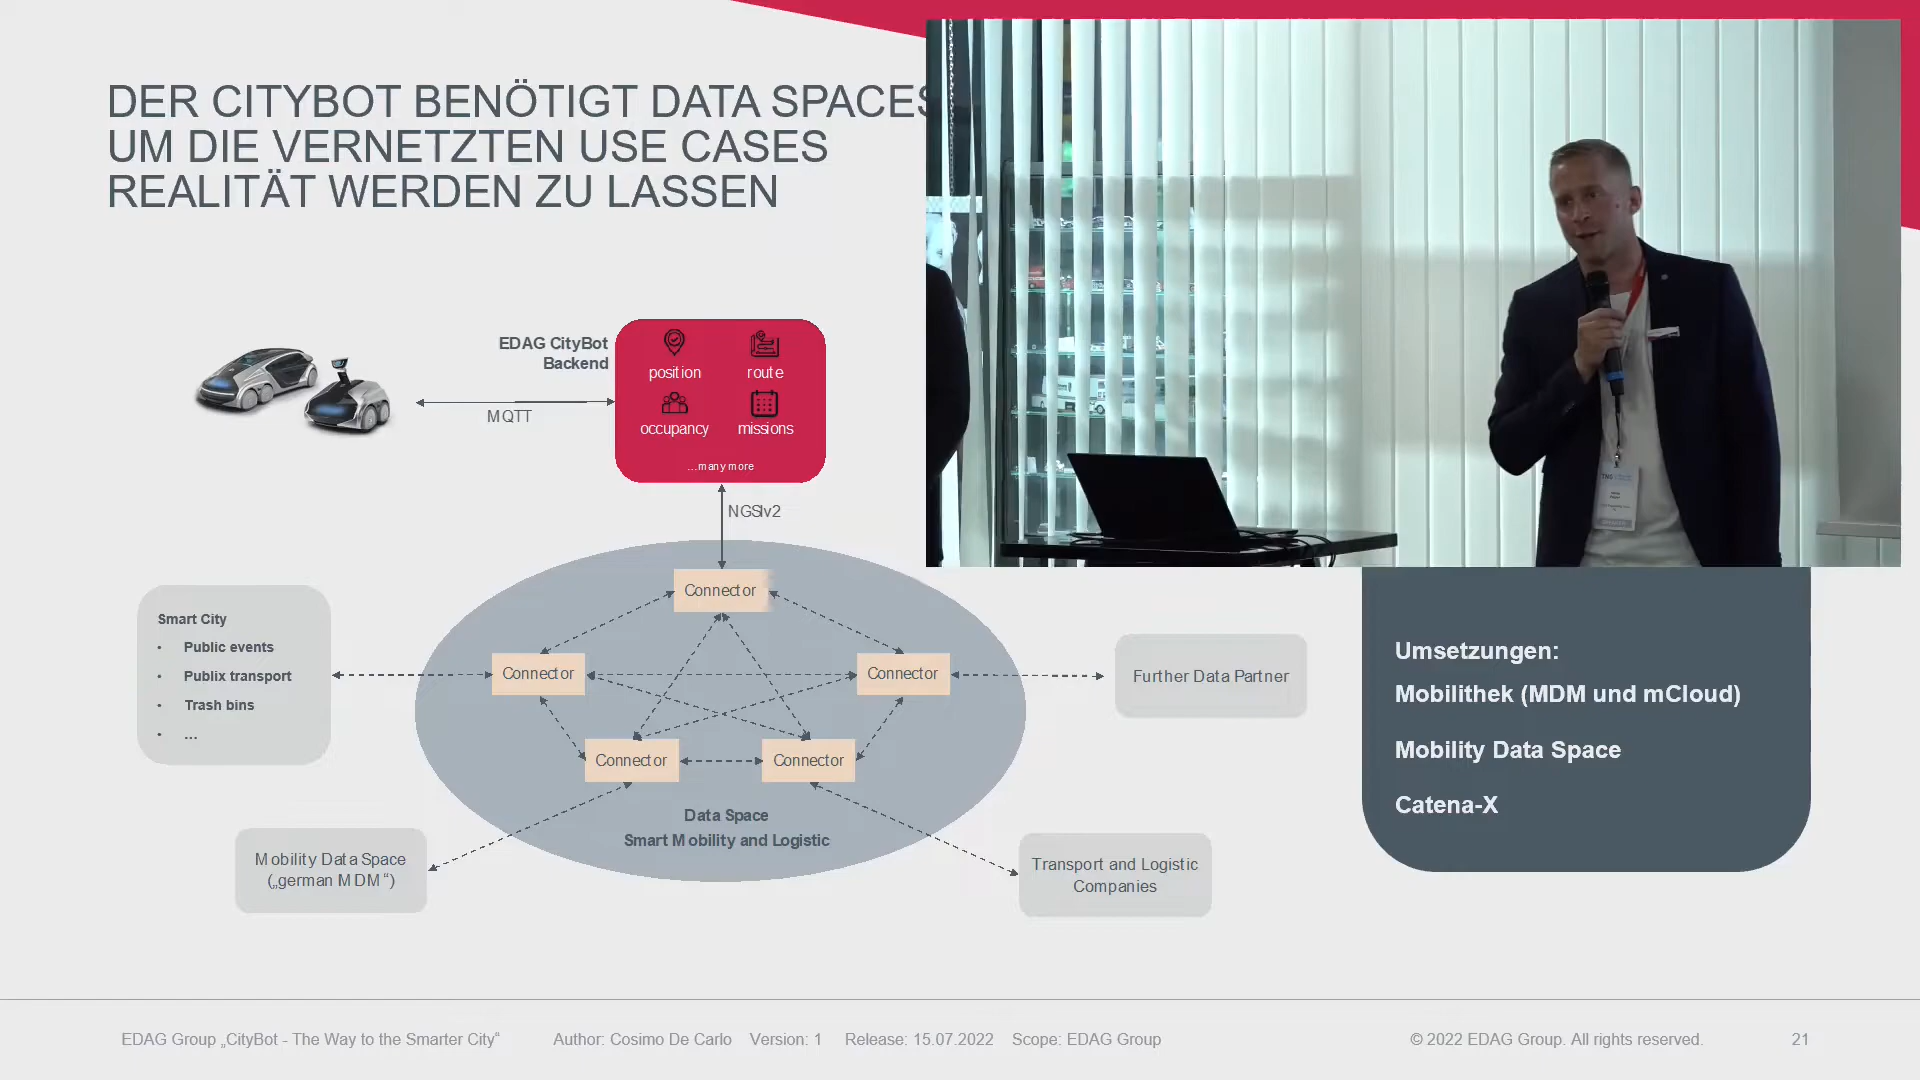 DER CITYBOT BENÖTIGT DATA SPACES
UM DIE VERNETZTEN USE CASES
REALITÄT WERDEN ZU LASSEN
EDAG CityBot
Backend
MQTT
position
route
occupancy
missions
...many more
NGSIv2
Connector
Connector
Connector
Connector
Connector
Data Space
Smart Mobility and Logistic
Smart City
• Public events
• Publix transport
• Trash bins
• ...
Further Data Partner
Mobility Data Space
(„german MDM“)
Transport and Logistic
Companies
Umsetzungen:
Mobilithek (MDM und mCloud)
Mobility Data Space
Catena-X
EDAG Group „CityBot - The Way to the Smarter City“ Author: Cosimo De Carlo Version: 1 Release: 15.07.2022 Scope: EDAG Group © 2022 EDAG Group. All rights reserved. 21